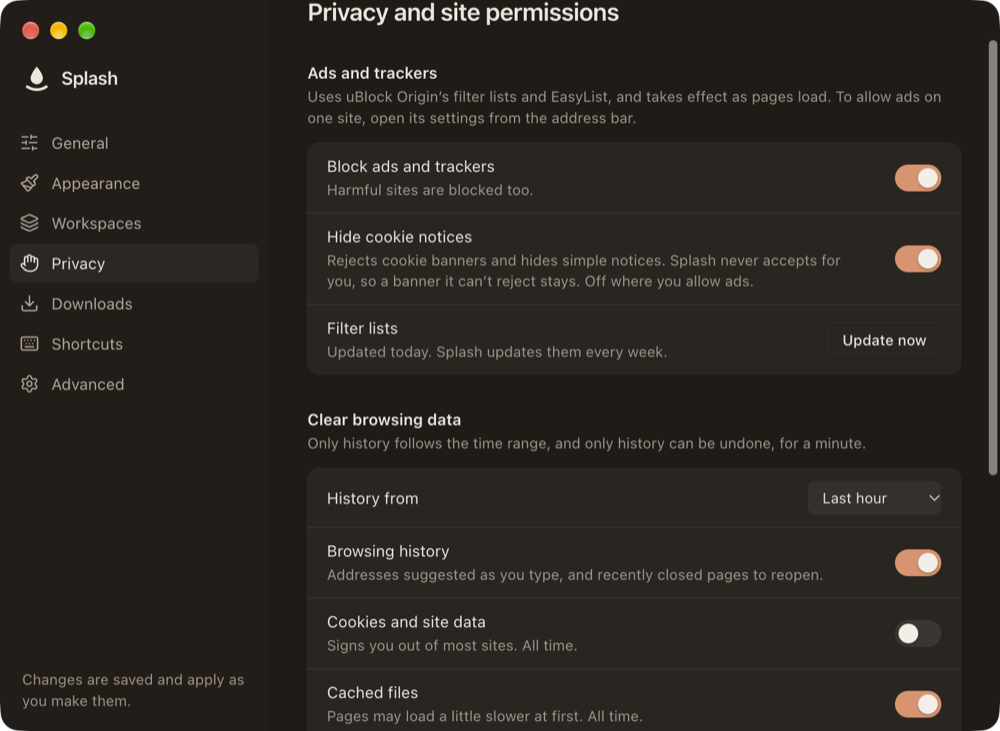 Splash
General
Appearance
Workspaces
Privacy
Downloads
Shortcuts
Advanced
Changes are saved and apply as
you make them.
Privacy and site permissions
Ads and trackers
Uses uBlock Origin’s filter lists and EasyList, and takes effect as pages load. To allow ads on
one site, open its settings from the address bar.
Block ads and trackers
Harmful sites are blocked too.
Hide cookie notices
Rejects cookie banners and hides simple notices. Splash never accepts for
you, so a banner it can’t reject stays. Off where you allow ads.
Filter lists
Updated today. Splash updates them every week.
Update now
Clear browsing data
Only history follows the time range, and only history can be undone, for a minute.
History from
Last hour
Browsing history
Addresses suggested as you type, and recently closed pages to reopen.
Cookies and site data
Signs you out of most sites. All time.
Cached files
Pages may load a little slower at first. All time.